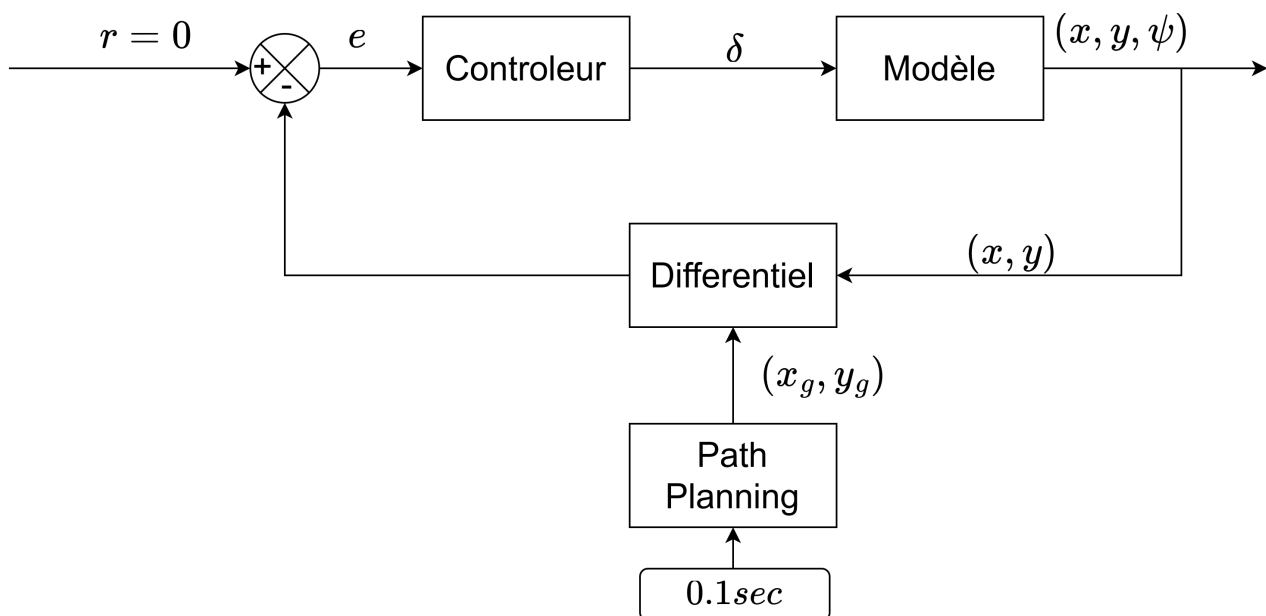 r = 0
+
-
e
Controleur
δ
Modèle
(x, y, ψ)
Differentiel
(x, y)
(x_g, y_g)
Path
Planning
0.1sec